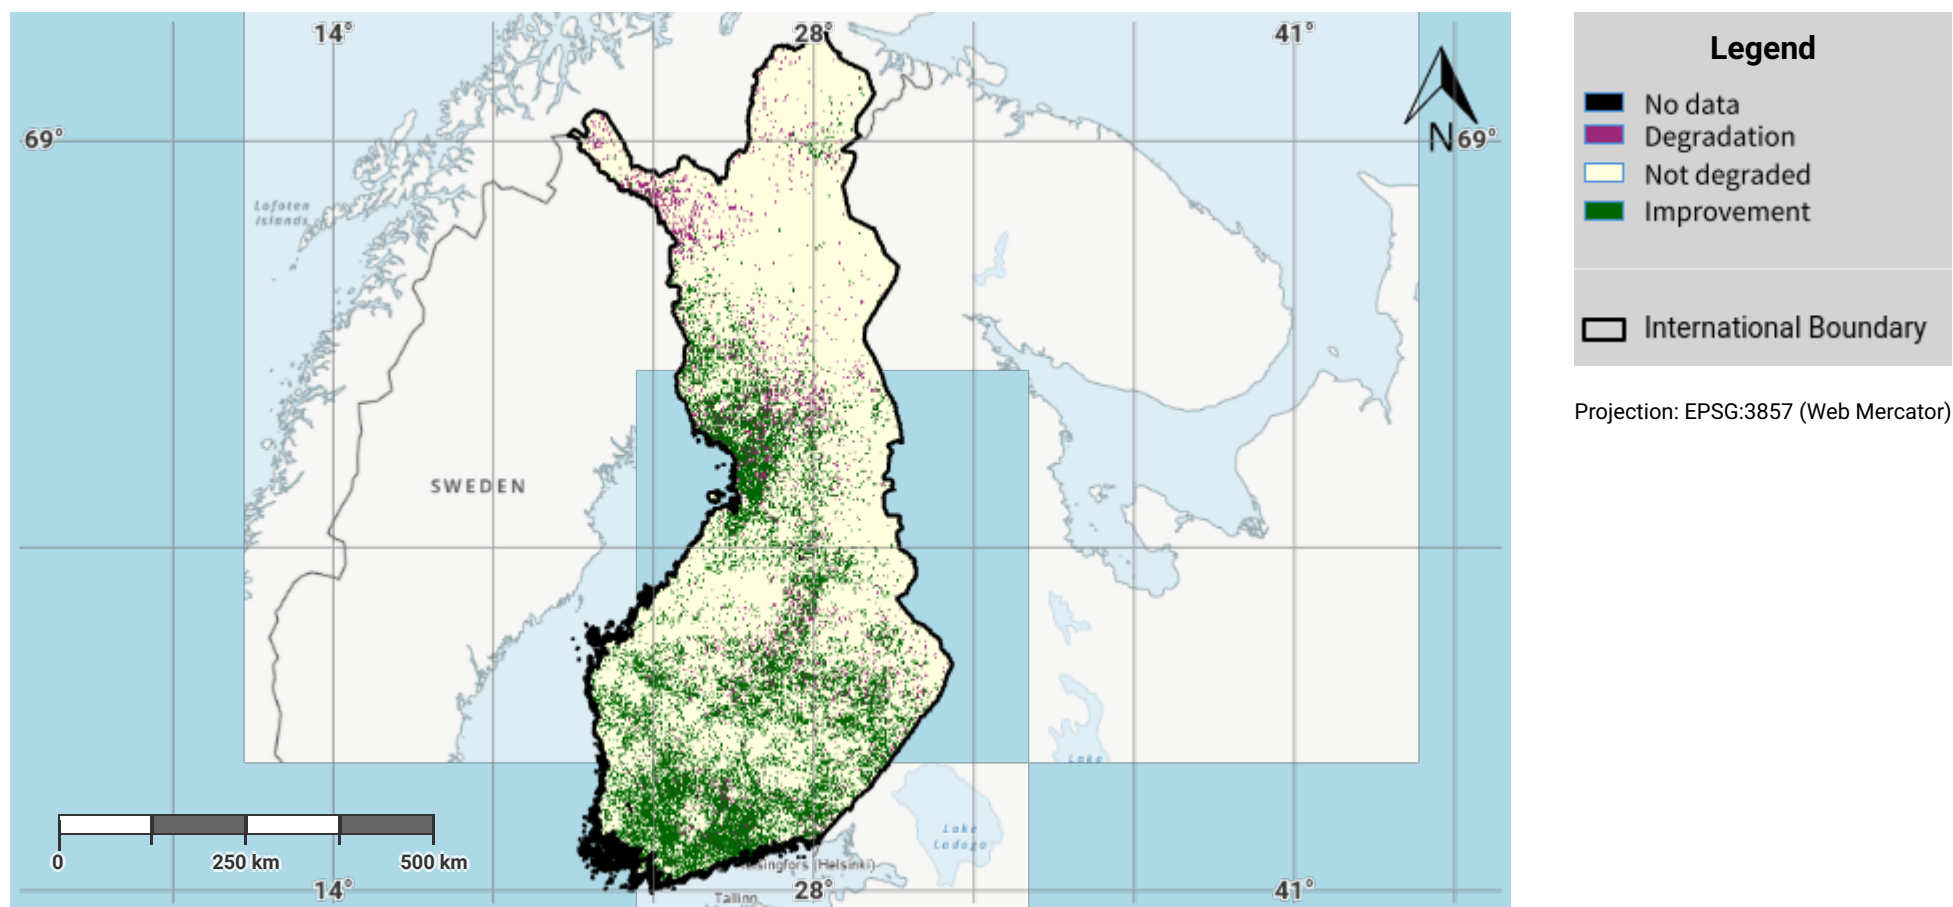 14°
28°
41°
69°
N 69°
Lofoten
Islands
SWEDEN
Lake
Lake
Ladoga
0
250 km
500 km
(Helsinki)
14°
28°
41°
Tallinn
Legend
No data
Degradation
Not degraded
Improvement
International Boundary
Projection: EPSG:3857 (Web Mercator)